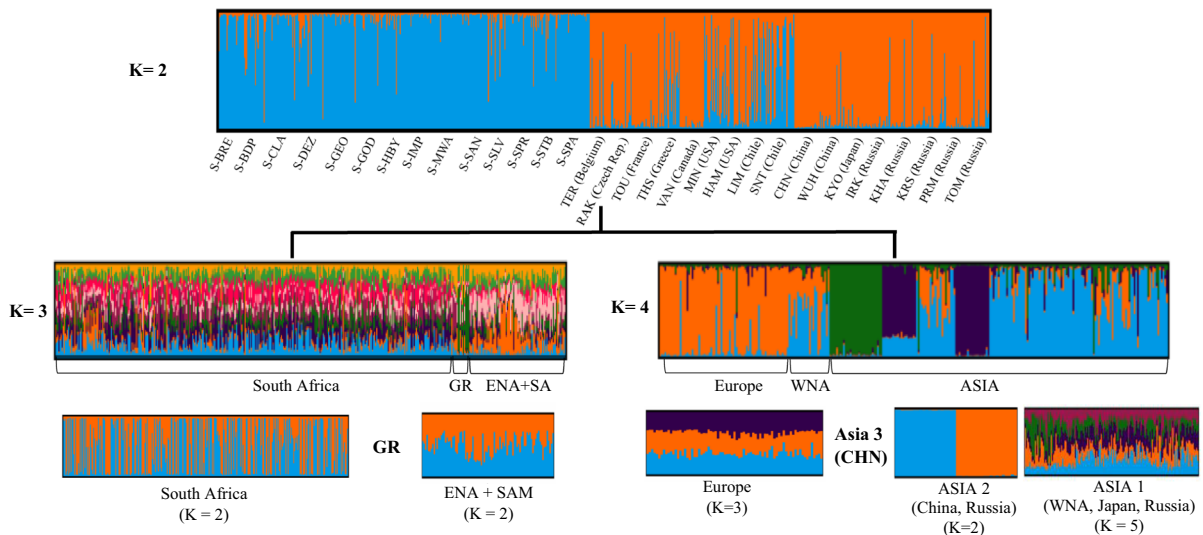 K= 2
S-BRE
S-BDP
S-CLA
S-DEZ
S-GEO
S-GOD
S-HBY
S-IMP
S-MWA
S-SAN
S-SLV
S-SPR
S-STB
S-SPA
TER (Belgium)
RAK (Czech Rep.)
TOU (France)
THS (Greece)
VAN (Canada)
MIN (USA)
HAM (USA)
LIM (Chile)
SNT (Chile)
CHN (China)
WUH (China)
KYO (Japan)
IRK (Russia)
KHA (Russia)
KRS (Russia)
PRM (Russia)
TOM (Russia)
K= 3
South Africa
GR
ENA+SA
K= 4
Europe
WNA
ASIA
South Africa
(K = 2)
GR
ENA + SAM
(K = 2)
Europe
(K=3)
Asia 3
(CHN)
ASIA 2
(China, Russia)
(K=2)
ASIA 1
(WNA, Japan, Russia)
(K = 5)